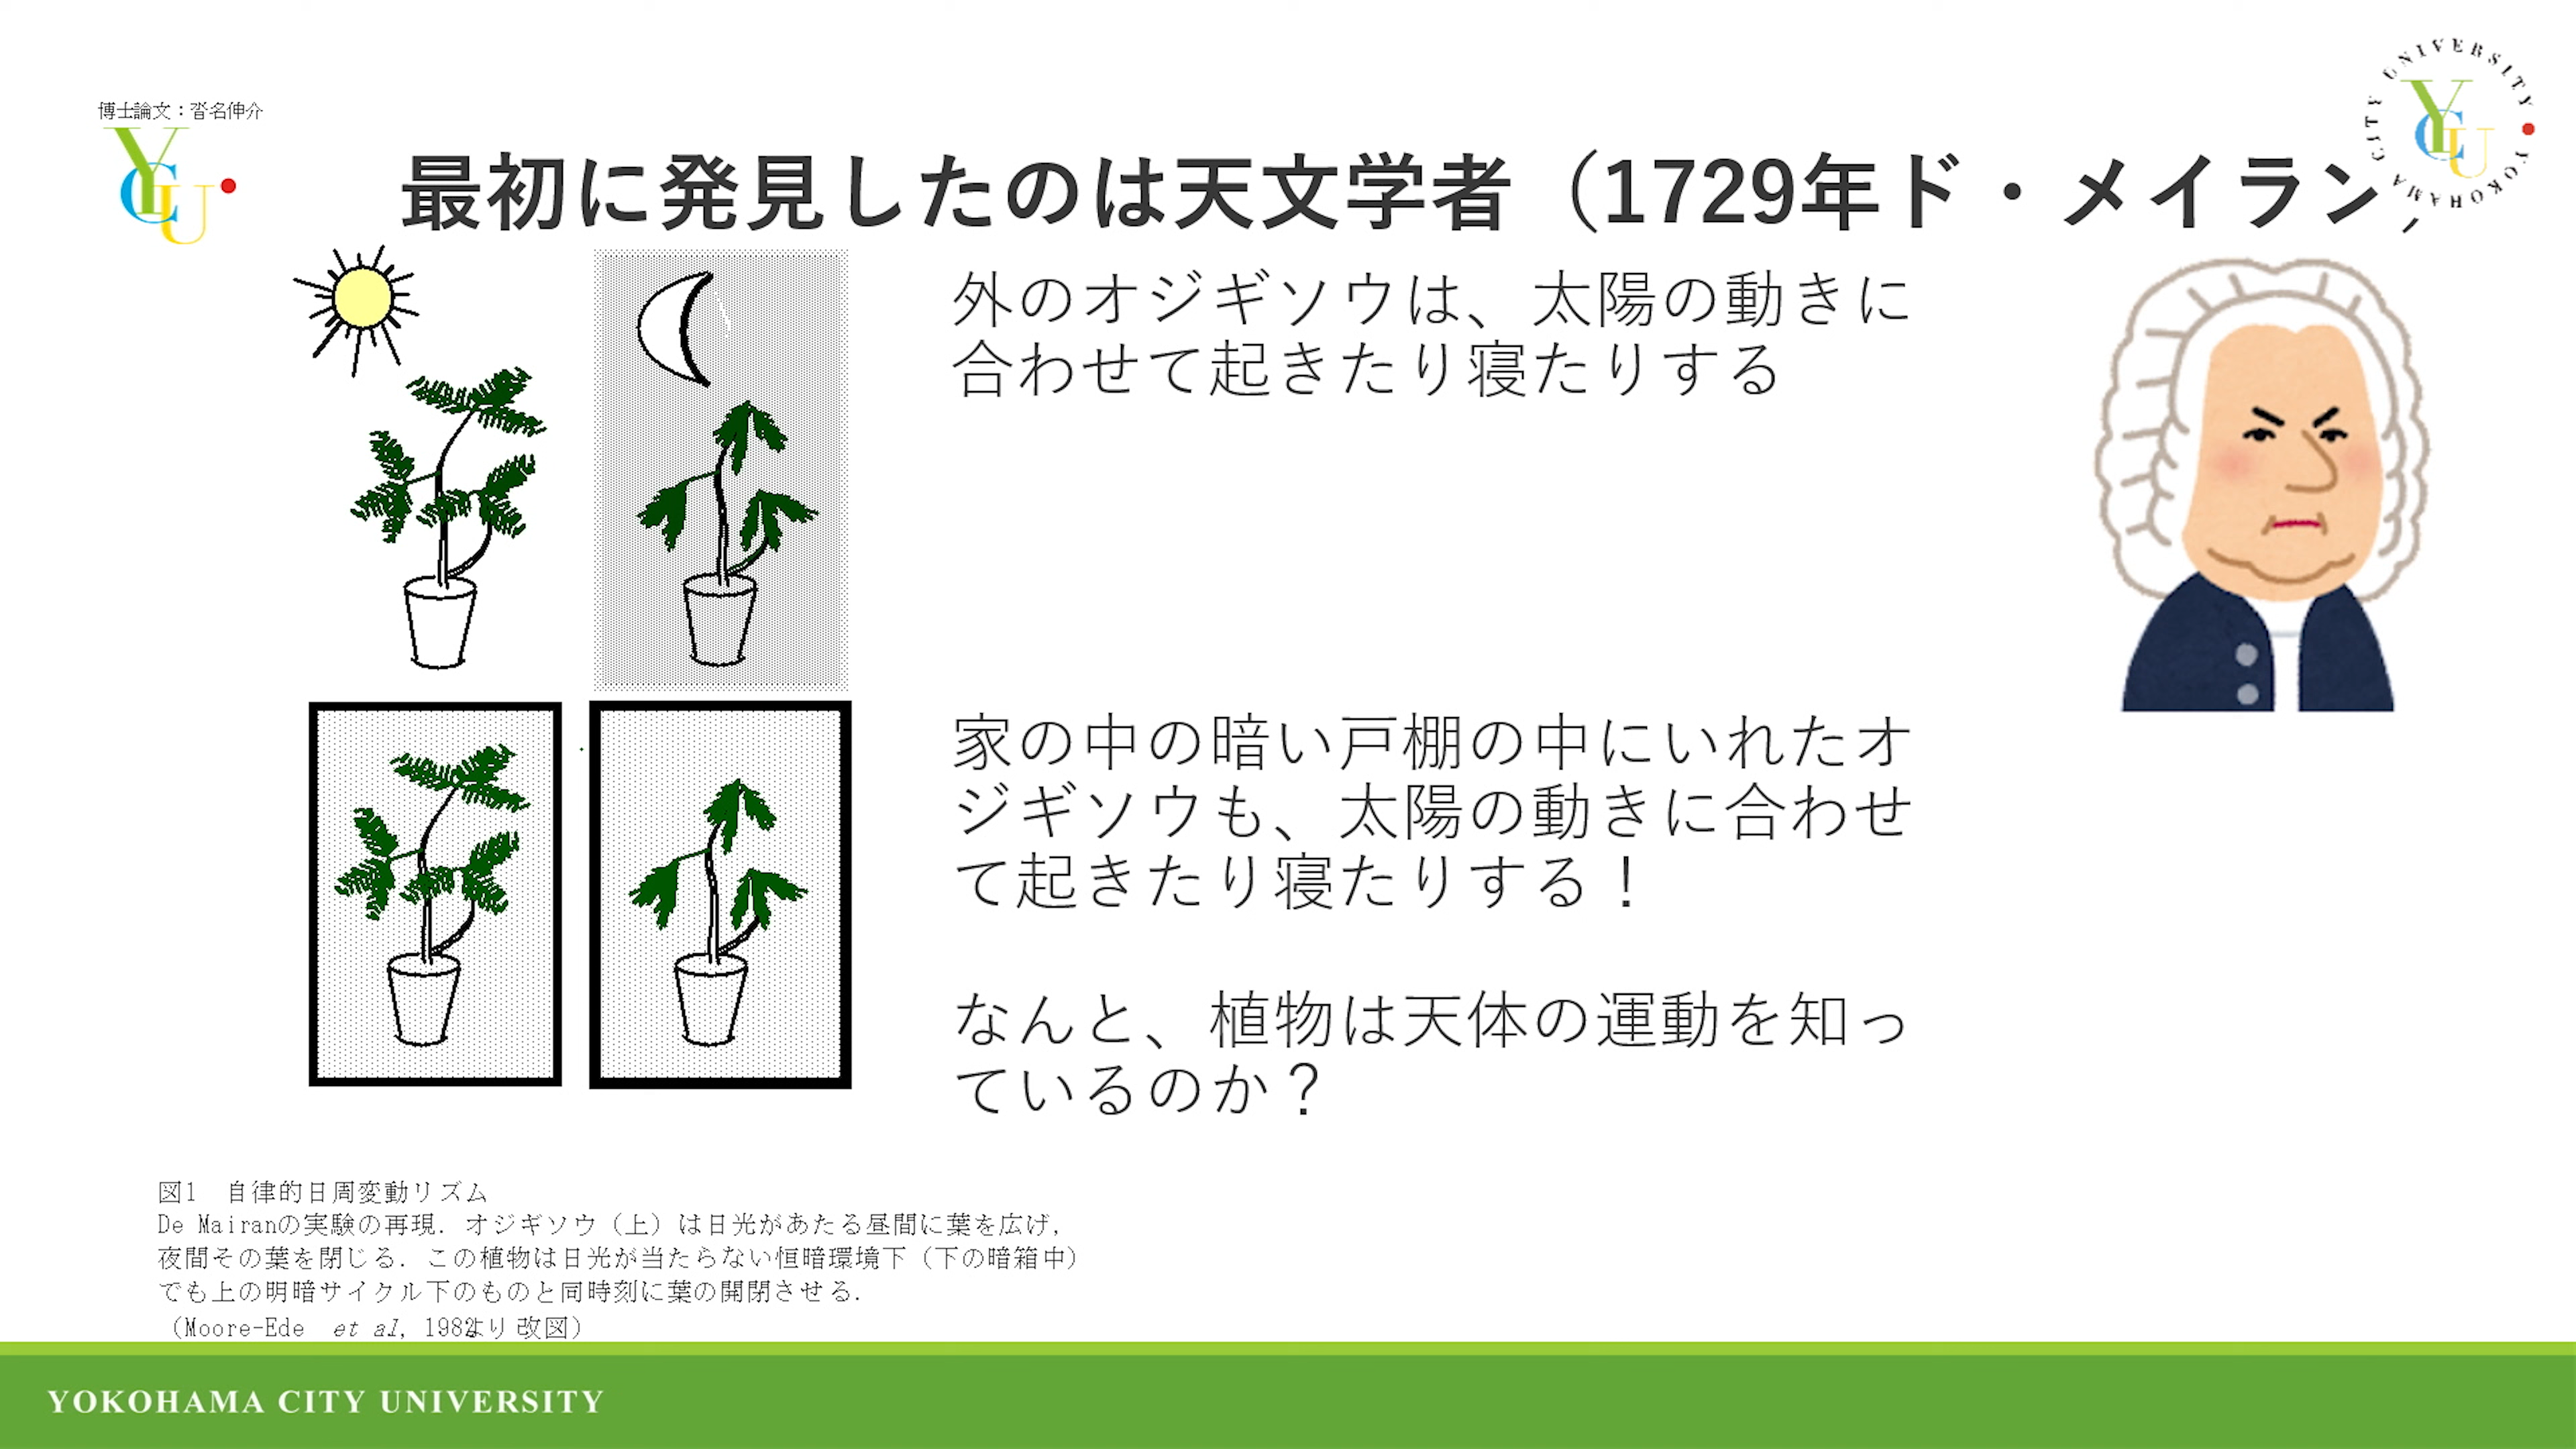 博士論文：沓名伸介
YCU
YOKOHAMA CITY UNIVERSITY
YCU
最初に発見したのは天文学者（1729年ド・メイラン）
外のオジギソウは、太陽の動きに
合わせて起きたり寝たりする
家の中の暗い戸棚の中にいれたオ
ジギソウも、太陽の動きに合わせ
て起きたり寝たりする！
なんと、植物は天体の運動を知っ
ているのか？
図1　自律的日周変動リズム
De Mairanの実験の再現．オジギソウ（上）は日光があたる昼間に葉を広げ，
夜間その葉を閉じる．この植物は日光が当たらない恒暗環境下（下の暗箱中）
でも上の明暗サイクル下のものと同時刻に葉の開閉させる．
（Moore-Ede et al, 1982より改図）
YOKOHAMA CITY UNIVERSITY